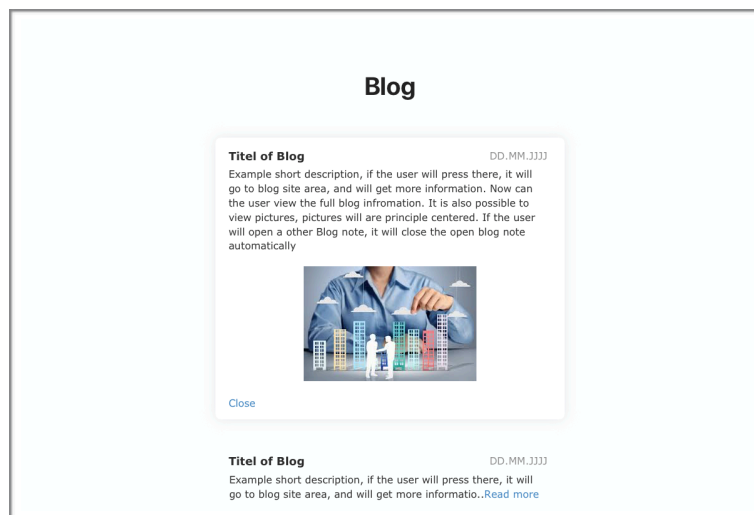 Blog
Titel of Blog DD.MM.JJJJ
Example short description, if the user will press there, it will
go to blog site area, and will get more information. Now can
the user view the full blog infromation. It is also possible to
view pictures, pictures will are principle centered. If the user
will open a other Blog note, it will close the open blog note
automatically
Close
Titel of Blog DD.MM.JJJJ
Example short description, if the user will press there, it will
go to blog site area, and will get more informatio..Read more